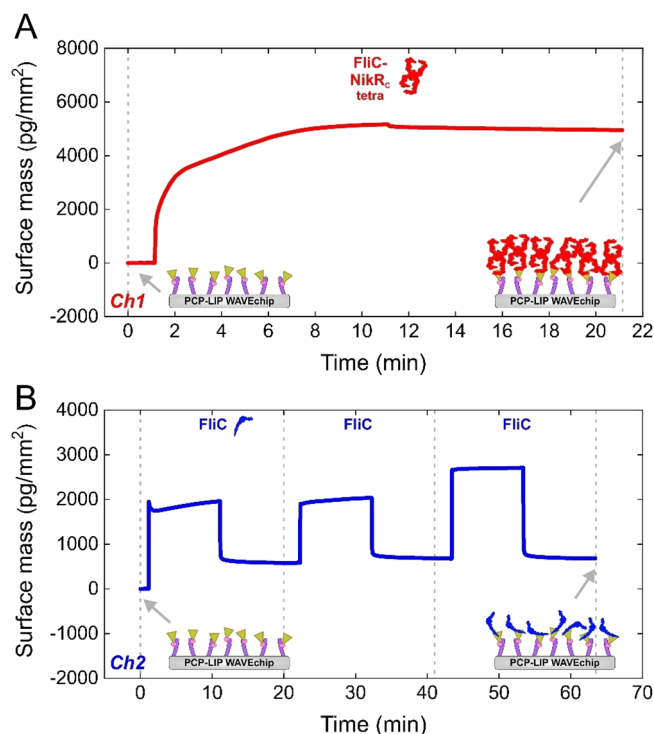 A
Surface mass (pg/mm²)
8000
6000
4000
2000
0
-2000
FliC-
NikRc
tetra
Ch1
PCP-LIP WAVEchip
PCP-LIP WAVEchip
0 2 4 6 8 10 12 14 16 18 20 22
Time (min)
B
Surface mass (pg/mm²)
4000
3000
2000
1000
0
-1000
-2000
FliC
FliC
FliC
Ch2
PCP-LIP WAVEchip
PCP-LIP WAVEchip
0 10 20 30 40 50 60 70
Time (min)